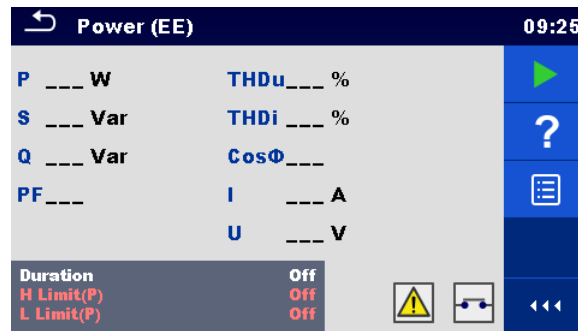 Power (EE) 09:25
P ___ W THDu___ %
S ___ Var THDi ___ %
Q ___ Var CosΦ___
PF___ I ___ A
U ___ V
?
Duration Off
H Limit(P) Off
L Limit(P) Off